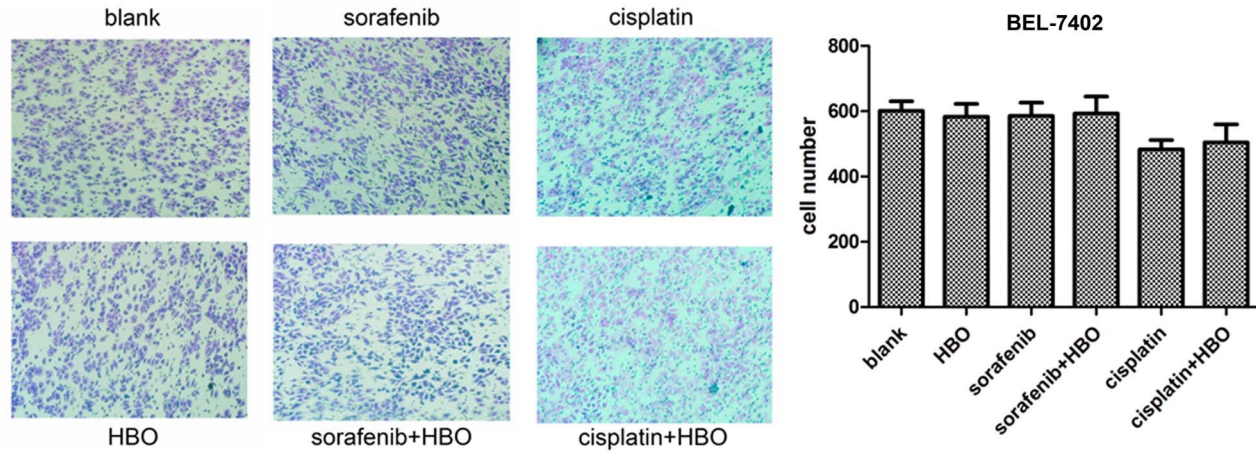 blank
sorafenib
cisplatin
HBO
sorafenib+HBO
cisplatin+HBO
BEL-7402
cell number
800
600
400
200
0
blank
HBO
sorafenib
sorafenib+HBO
cisplatin
cisplatin+HBO